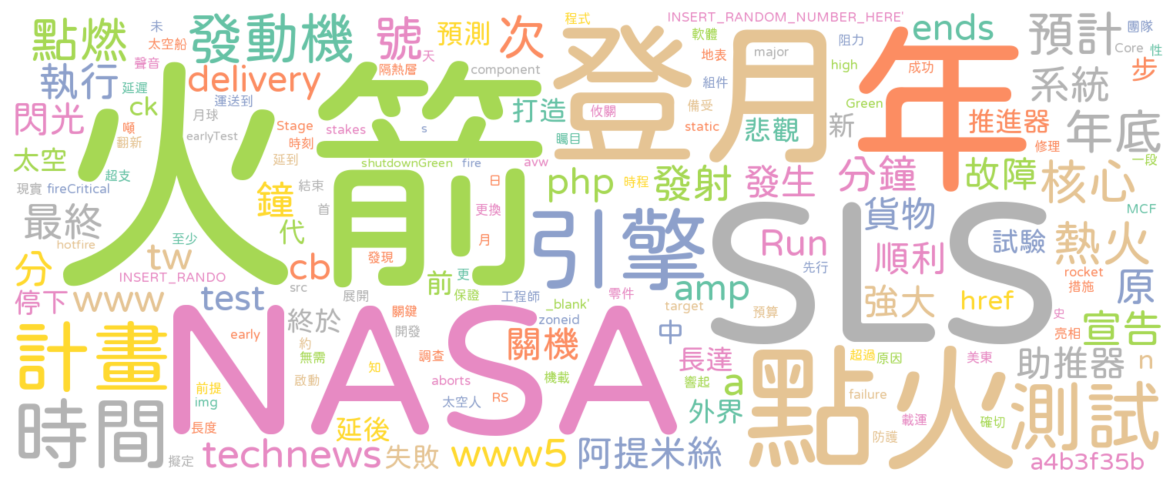 程式 INSERT_RANDOM_NUMBER_HERE'
未 點燃 發動機 號 預測 次 軟體 阻力 major ends 預計 團隊
太空船 天 地表 Core 性
聲音 執行 delivery 隔熱層 component 登月 年 組件 high 成功 系統 步
延遲 ck 運送到 打造 備受 Green
閃光 噸 月球 火箭 攸關 新 推進器 年底
翻新 earlyTest Stage stakes static 悲觀
時刻 s 矚目 修理
太空 延到 shutdownGreen fire avw 一段
超支 php 時程 發射 發生 分鐘 故障 核心
現實 fireCritical 結束 日 更換
最終 鐘 首 引擎 SLS 貨物 MCF
代 月 試驗 熱火
hotfire 至少 Run
分 tw 發現 更 順利
INSERT_RANDO cb 前 工程師 先行 rocket
src 保證 _blank' 零件 amp 措施 原
停下 www test 展開 target 強大 href
關鍵 zoneid 預算 史
計畫 early 終於 開發 中 亮相 宣告
NASA 關機 約 無需 調查 長達 響起 超過 原因 美東 助推器 n
前提 啟動 知 aborts 機載 a 點火 failure
時間 img RS 太空人 外界 載運 確切 測試
長度 延後 防護
擬定 technews 失敗 www5 阿提米絲 a4b3f35b